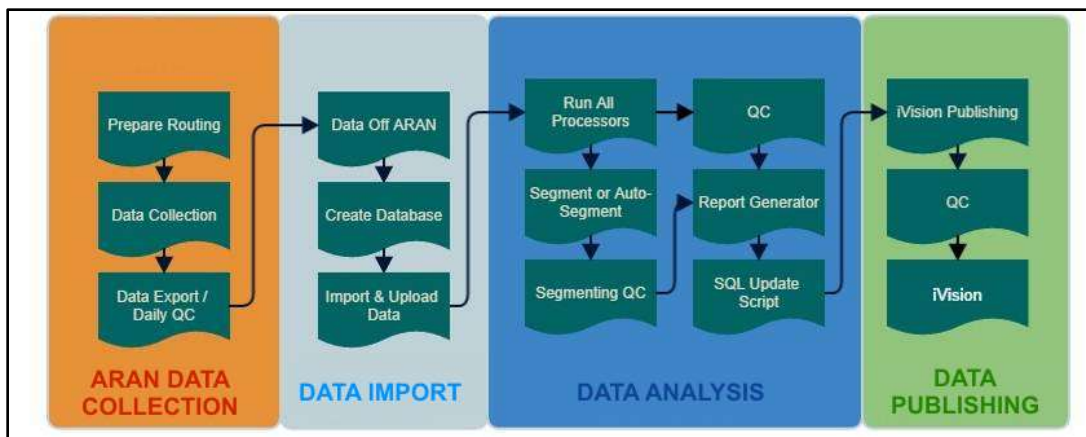 Prepare Routing
Data Collection
Data Export /
Daily QC
ARAN DATA
COLLECTION
Data Off ARAN
Create Database
Import & Upload
Data
DATA IMPORT
Run All
Processors
Segment or Auto-
Segment
Segmenting QC
QC
Report Generator
SQL Update
Script
DATA ANALYSIS
iVision Publishing
QC
iVision
DATA
PUBLISHING